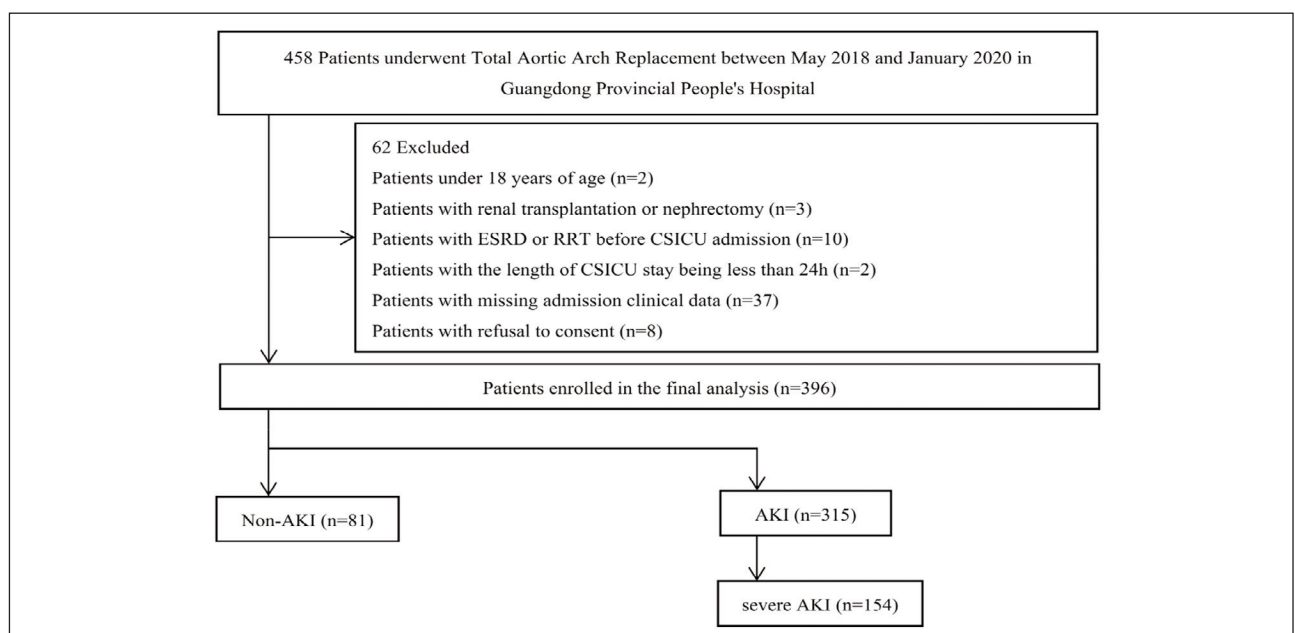 458 Patients underwent Total Aortic Arch Replacement between May 2018 and January 2020 in
Guangdong Provincial People's Hospital
62 Excluded
Patients under 18 years of age (n=2)
Patients with renal transplantation or nephrectomy (n=3)
Patients with ESRD or RRT before CSICU admission (n=10)
Patients with the length of CSICU stay being less than 24h (n=2)
Patients with missing admission clinical data (n=37)
Patients with refusal to consent (n=8)
Patients enrolled in the final analysis (n=396)
Non-AKI (n=81)
AKI (n=315)
severe AKI (n=154)